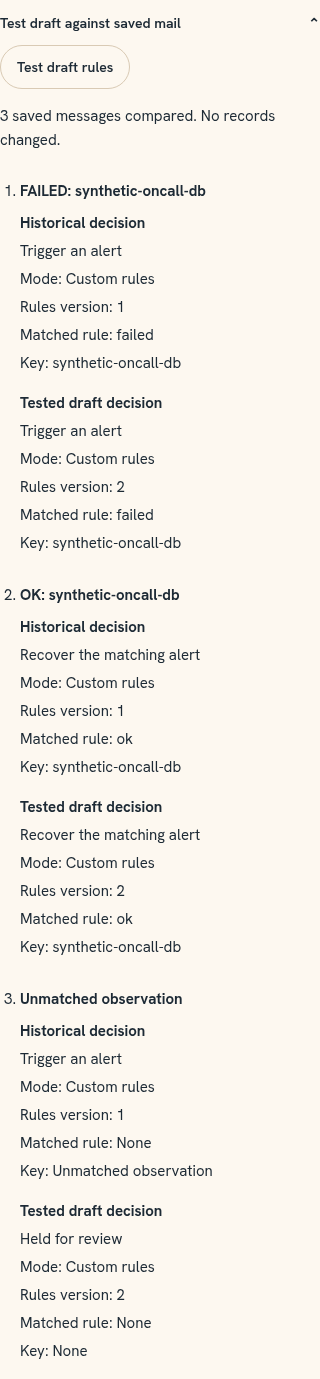 Test draft against saved mail
Test draft rules
3 saved messages compared. No records
changed.
1. FAILED: synthetic-oncall-db
Historical decision
Trigger an alert
Mode: Custom rules
Rules version: 1
Matched rule: failed
Key: synthetic-oncall-db
Tested draft decision
Trigger an alert
Mode: Custom rules
Rules version: 2
Matched rule: failed
Key: synthetic-oncall-db
2. OK: synthetic-oncall-db
Historical decision
Recover the matching alert
Mode: Custom rules
Rules version: 1
Matched rule: ok
Key: synthetic-oncall-db
Tested draft decision
Recover the matching alert
Mode: Custom rules
Rules version: 2
Matched rule: ok
Key: synthetic-oncall-db
3. Unmatched observation
Historical decision
Trigger an alert
Mode: Custom rules
Rules version: 1
Matched rule: None
Key: Unmatched observation
Tested draft decision
Held for review
Mode: Custom rules
Rules version: 2
Matched rule: None
Key: None